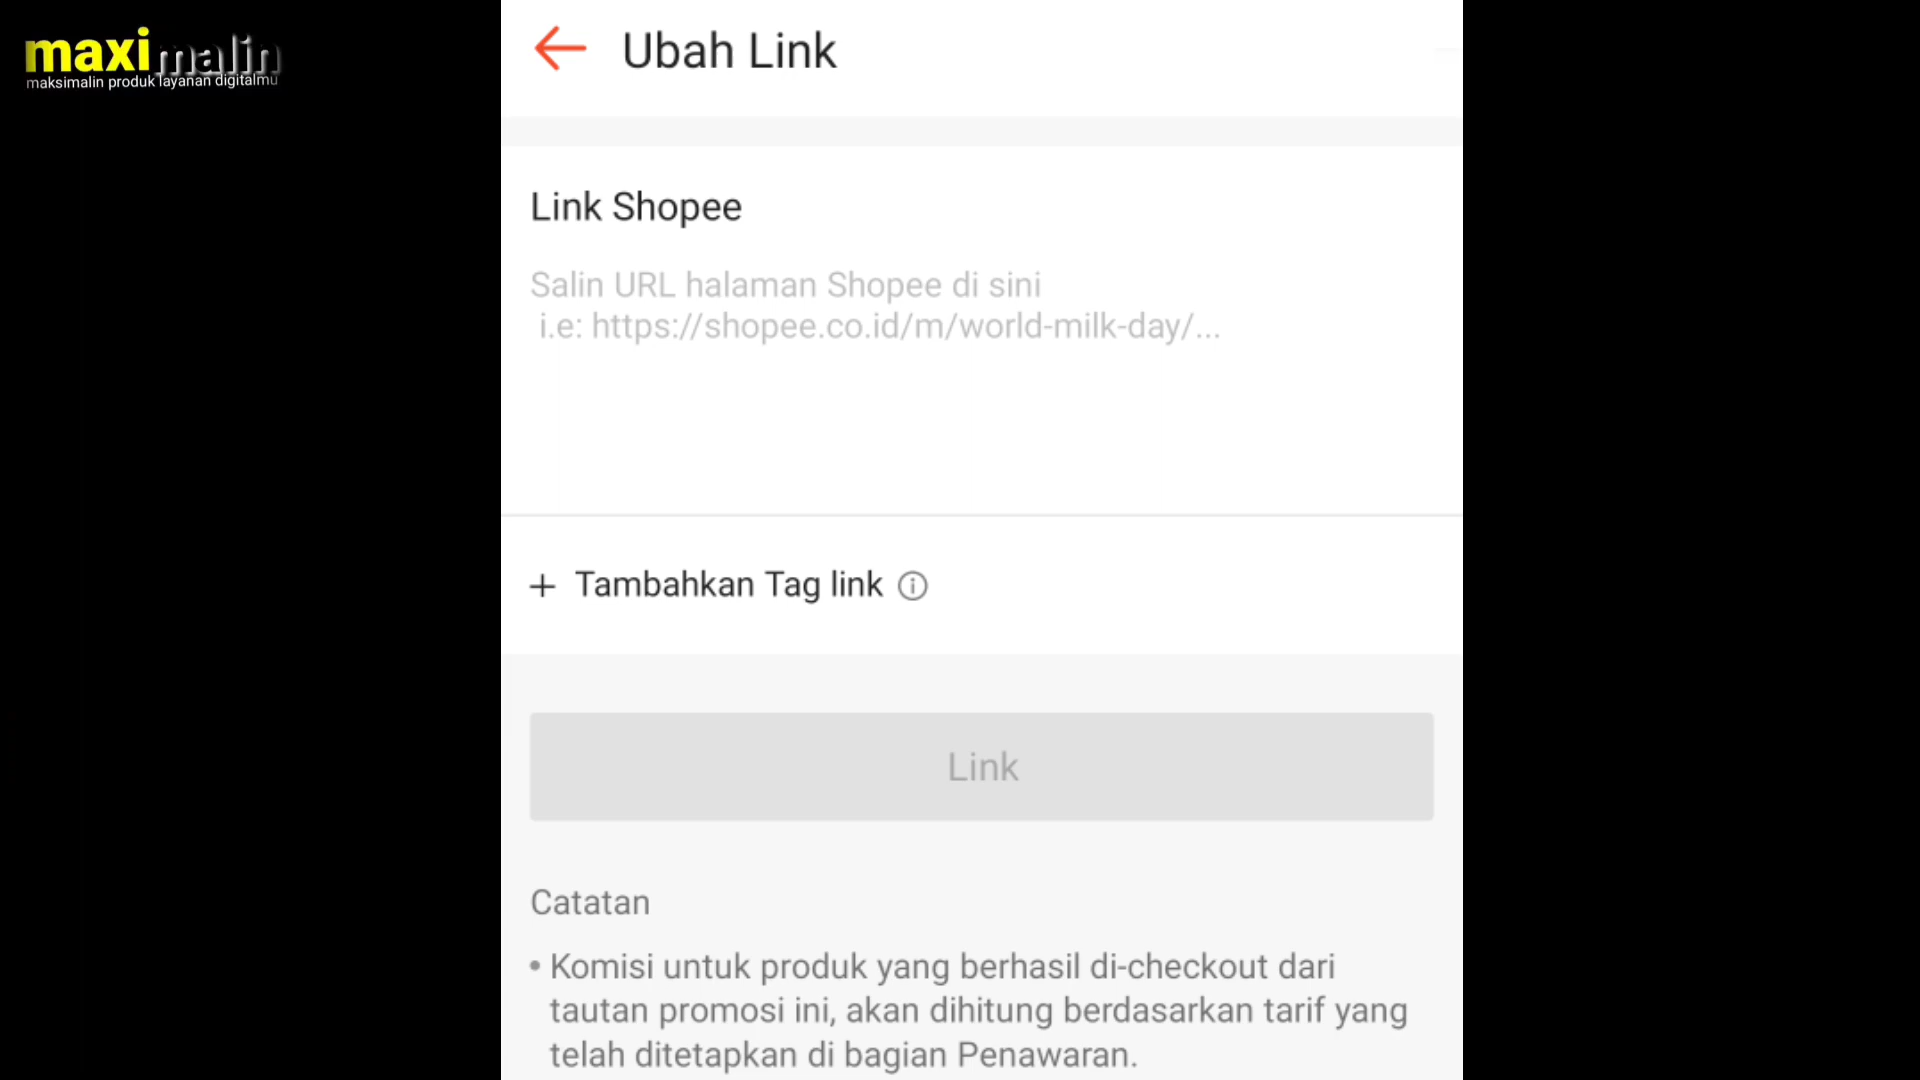 maximalin
maksimalin produk layanan digitalmu
Ubah Link
Link Shopee
Salin URL halaman Shopee di sini
i.e: https://shopee.co.id/m/world-milk-day/...
+ Tambahkan Tag link
Link
Catatan
• Komisi untuk produk yang berhasil di-checkout dari
tautan promosi ini, akan dihitung berdasarkan tarif yang
telah ditetapkan di bagian Penawaran.